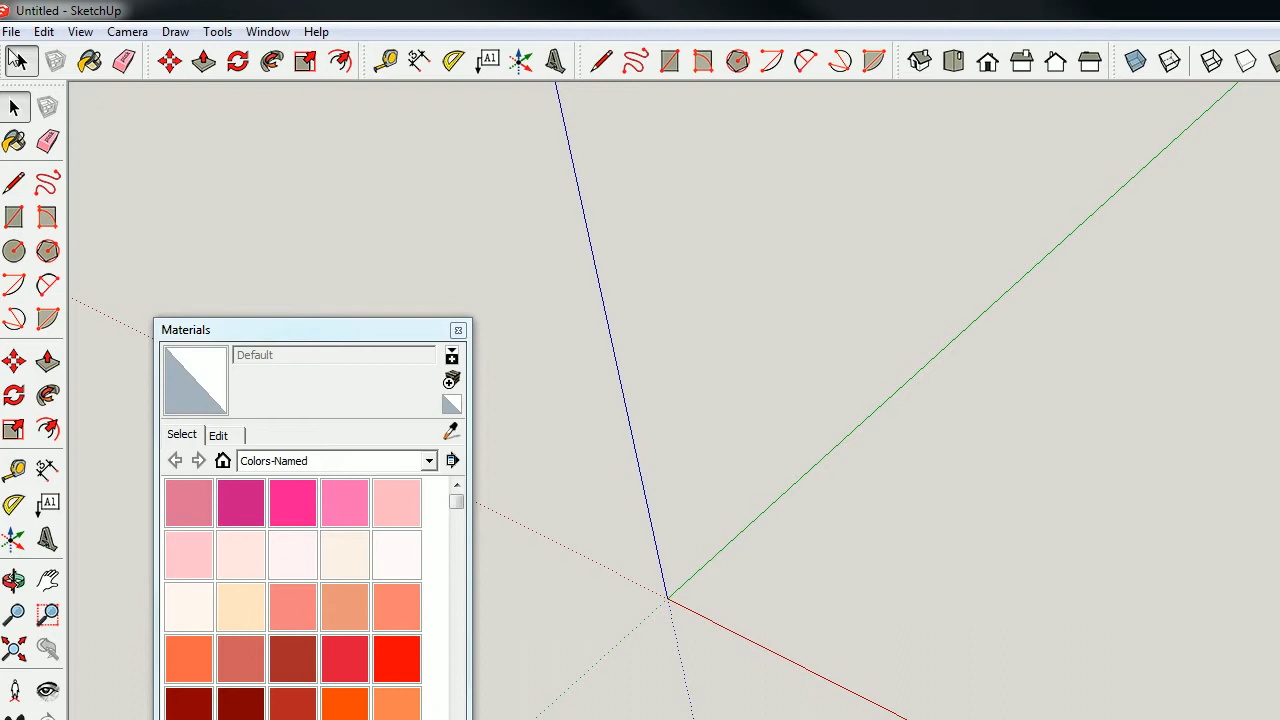 Untitled - SketchUp
File Edit View Camera Draw Tools Window Help
A1
A1
Materials
Default
Select Edit
Colors-Named